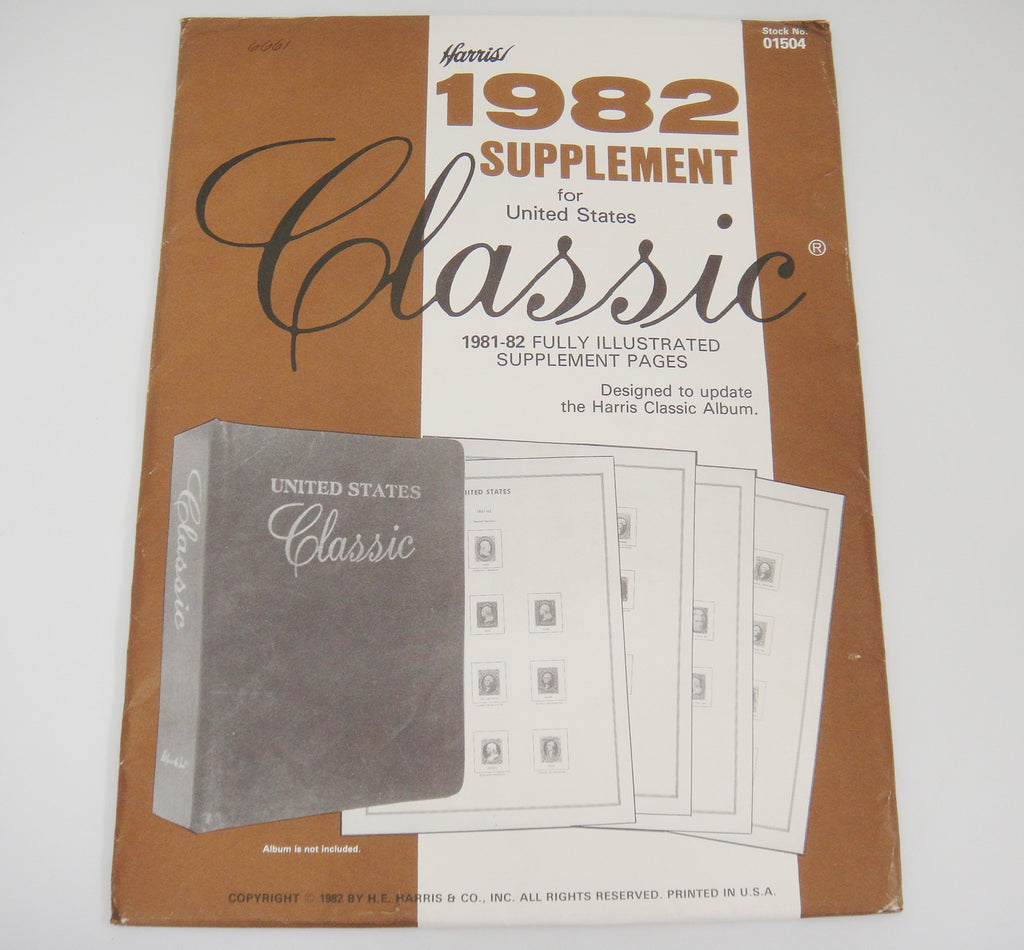 6661
Stock No.
01504
Harris
1982
SUPPLEMENT
for
United States
Classic®
1981-82 FULLY ILLUSTRATED
SUPPLEMENT PAGES
Designed to update
the Harris Classic Album.
UNITED STATES
Classic
Classic
ITED STATES
Album is not included.
COPYRIGHT © 1982 BY H.E. HARRIS & CO., INC. ALL RIGHTS RESERVED. PRINTED IN U.S.A.